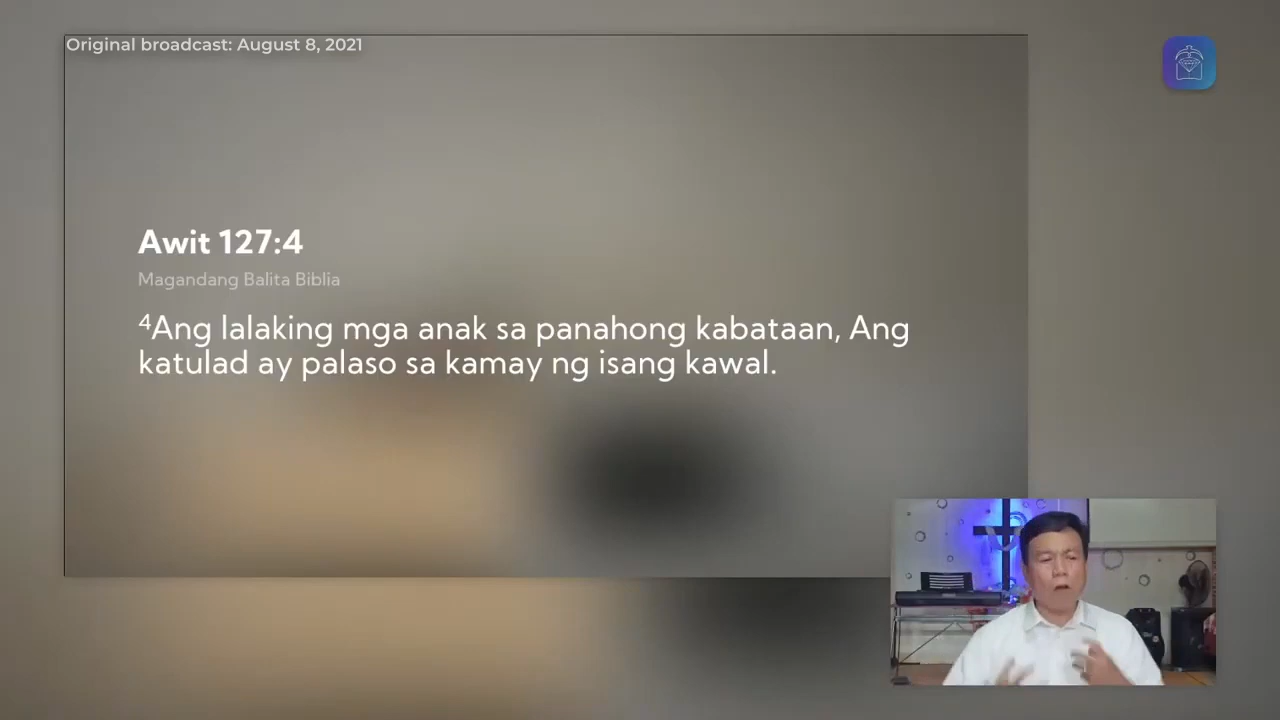 Original broadcast: August 8, 2021
Awit 127:4
Magandang Balita Biblia
⁴Ang lalaking mga anak sa panahong kabataan, Ang
katulad ay palaso sa kamay ng isang kawal.